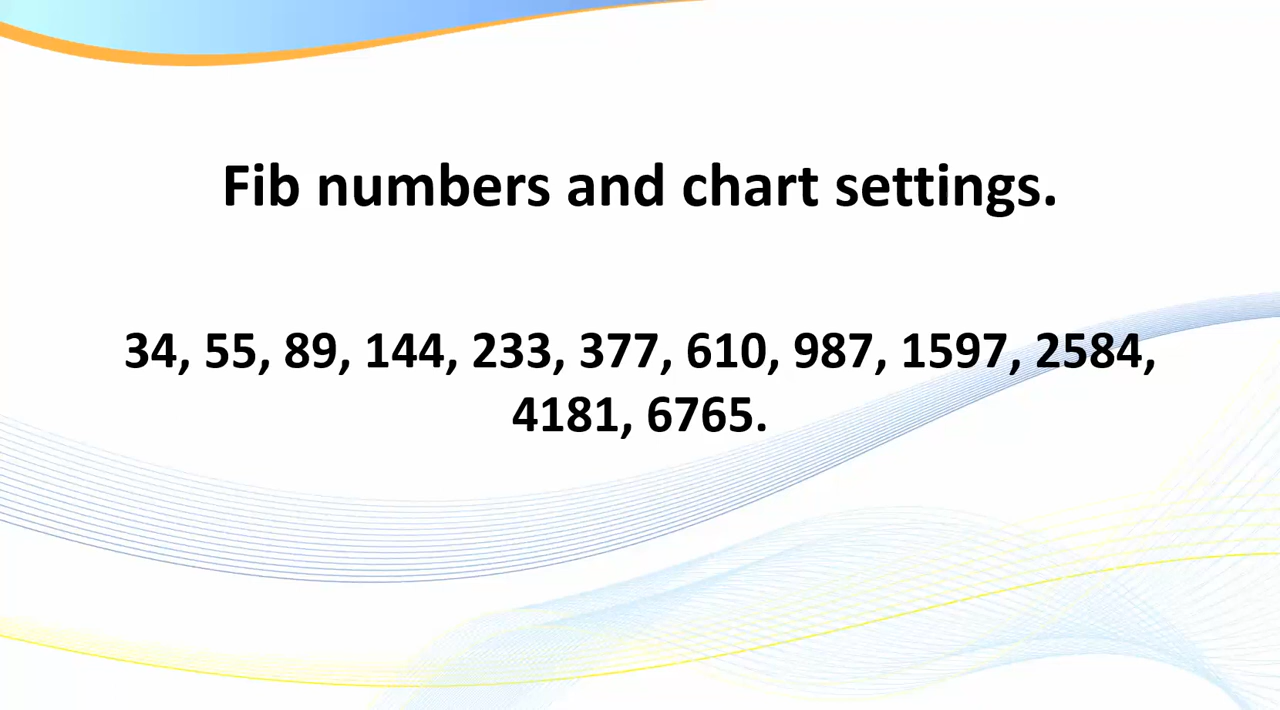 Fib numbers and chart settings.
34, 55, 89, 144, 233, 377, 610, 987, 1597, 2584,
4181, 6765.